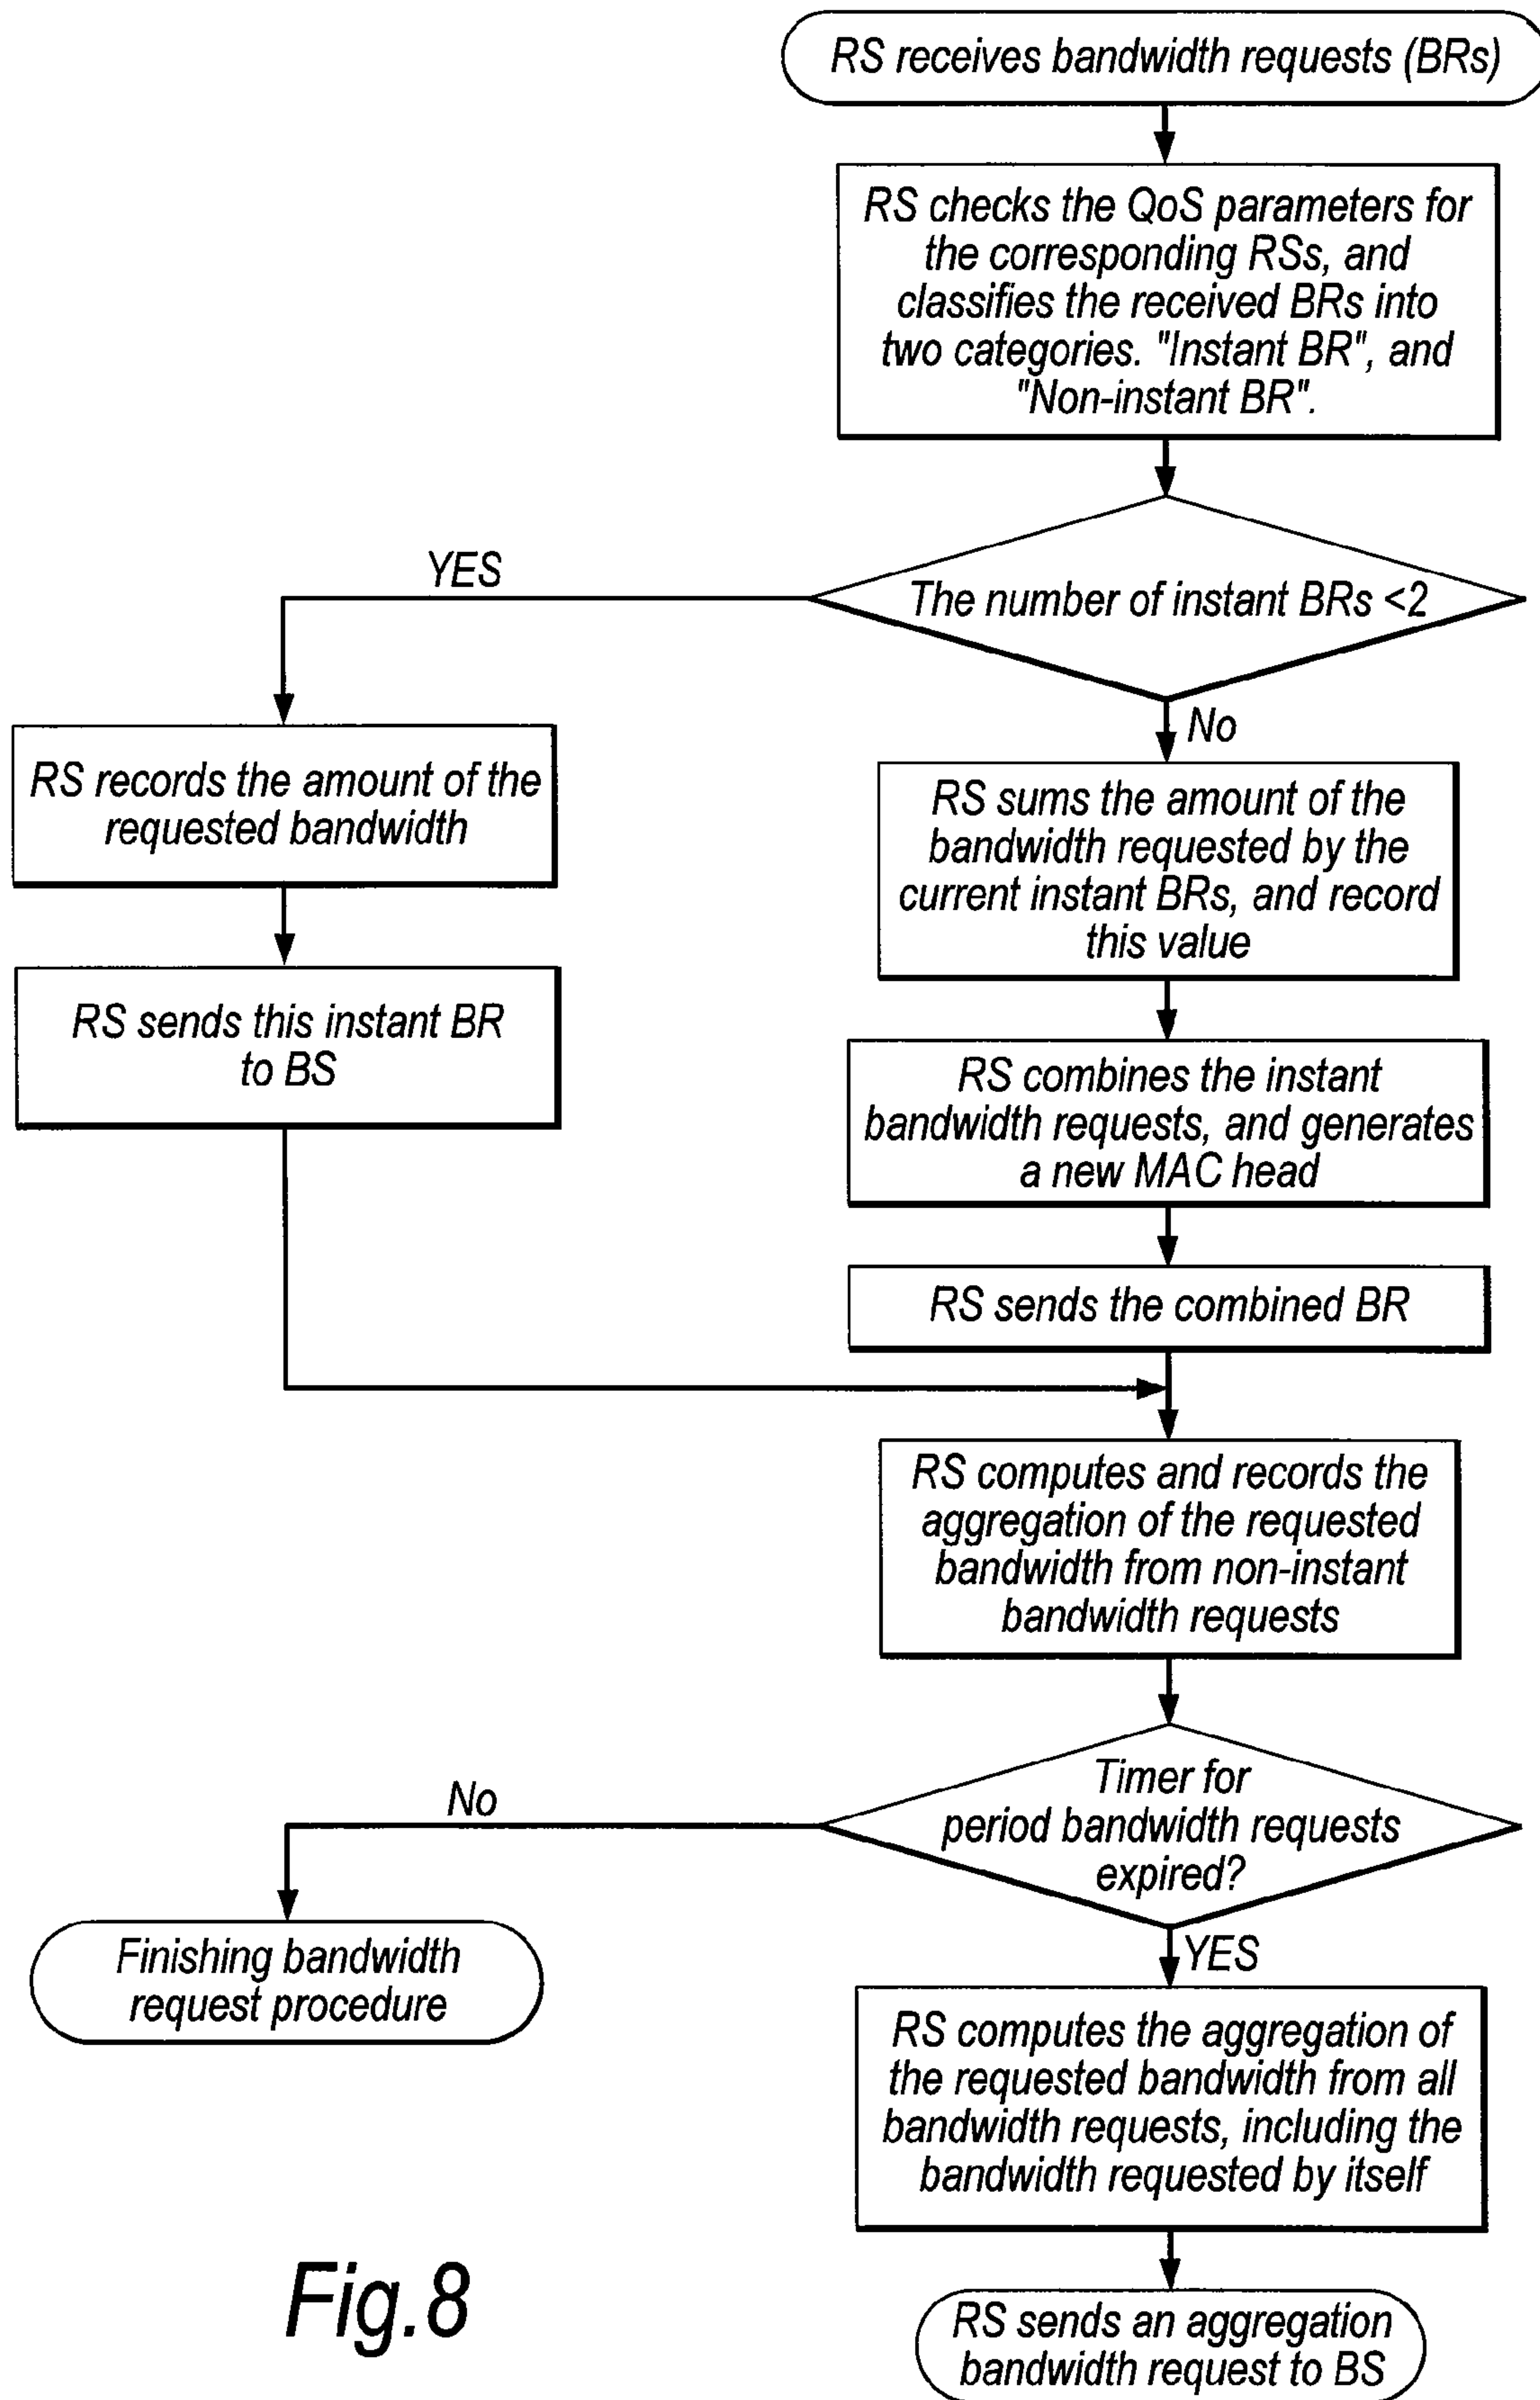 RS receives bandwidth requests (BRs)
RS checks the QoS parameters for
the corresponding RSs, and
classifies the received BRs into
two categories. "Instant BR", and
"Non-instant BR".
The number of instant BRs <2
YES
No
RS records the amount of the
requested bandwidth
RS sends this instant BR
to BS
RS sums the amount of the
bandwidth requested by the
current instant BRs, and record
this value
RS combines the instant
bandwidth requests, and generates
a new MAC head
RS sends the combined BR
RS computes and records the
aggregation of the requested
bandwidth from non-instant
bandwidth requests
Timer for
period bandwidth requests
expired?
No
YES
Finishing bandwidth
request procedure
RS computes the aggregation of
the requested bandwidth from all
bandwidth requests, including the
bandwidth requested by itself
RS sends an aggregation
bandwidth request to BS
Fig.8